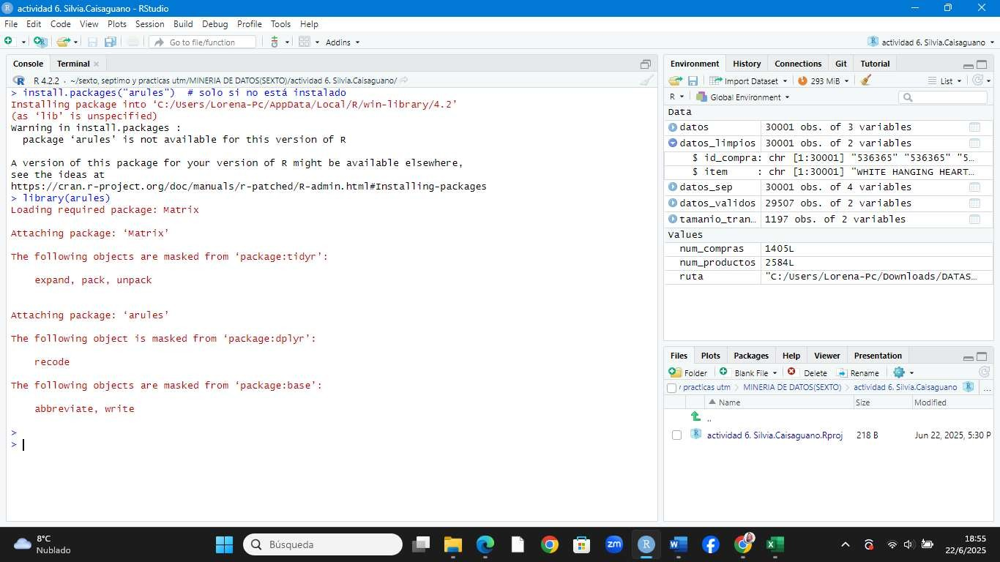 actividad 6. Silvia.Caisaguano - RStudio
File Edit Code View Plots Session Build Debug Profile Tools Help
Go to file/function Addins actividad 6. Silvia.Caisaguano
Console Terminal
R 4.2.2 · ~/sexto, septimo y practicas utm/MINERIA DE DATOS(SEXTO)/actividad 6. Silvia.Caisaguano/
> install.packages("arules")  # solo si no está instalado
Installing package into ‘C:/Users/Lorena-Pc/AppData/Local/R/win-library/4.2’
(as ‘lib’ is unspecified)
Warning in install.packages :
package ‘arules’ is not available for this version of R
A version of this package for your version of R might be available elsewhere,
see the ideas at
https://cran.r-project.org/doc/manuals/r-patched/R-admin.html#Installing-packages
> library(arules)
Loading required package: Matrix
Attaching package: ‘Matrix’
The following objects are masked from ‘package:tidyr’:
expand, pack, unpack
Attaching package: ‘arules’
The following object is masked from ‘package:dplyr’:
recode
The following objects are masked from ‘package:base’:
abbreviate, write
>
>
Environment History Connections Git Tutorial
Import Dataset 293 MiB List
R Global Environment
Data
datos 30001 obs. of 3 variables
datos_limpios 30001 obs. of 2 variables
$ id_compra: chr [1:30001] "536365" "536365" "5...
$ item : chr [1:30001] "WHITE HANGING HEART...
datos_sep 30001 obs. of 4 variables
datos_validos 29507 obs. of 2 variables
tamanio_tran... 1197 obs. of 2 variables
Values
num_compras 1405L
num_productos 2584L
ruta "C:/Users/Lorena-Pc/Downloads/DATAS...
Files Plots Packages Help Viewer Presentation
Folder Blank File Delete Rename
practicas utm > MINERIA DE DATOS(SEXTO) > actividad 6. Silvia.Caisaguano ...
Name Size Modified
..
actividad 6. Silvia.Caisaguano.Rproj 218 B Jun 22, 2025, 5:30 P
8°C
Nublado
Búsqueda
zm
18:55
22/6/2025